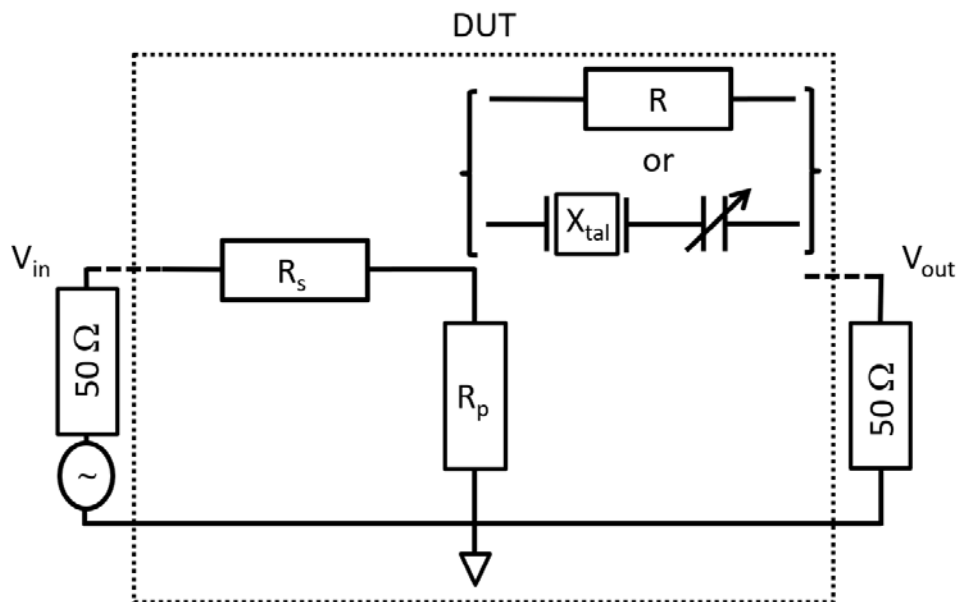 DUT
R
or
Xtal
Vin
Rs
Vout
50 Ω
Rp
50 Ω
~